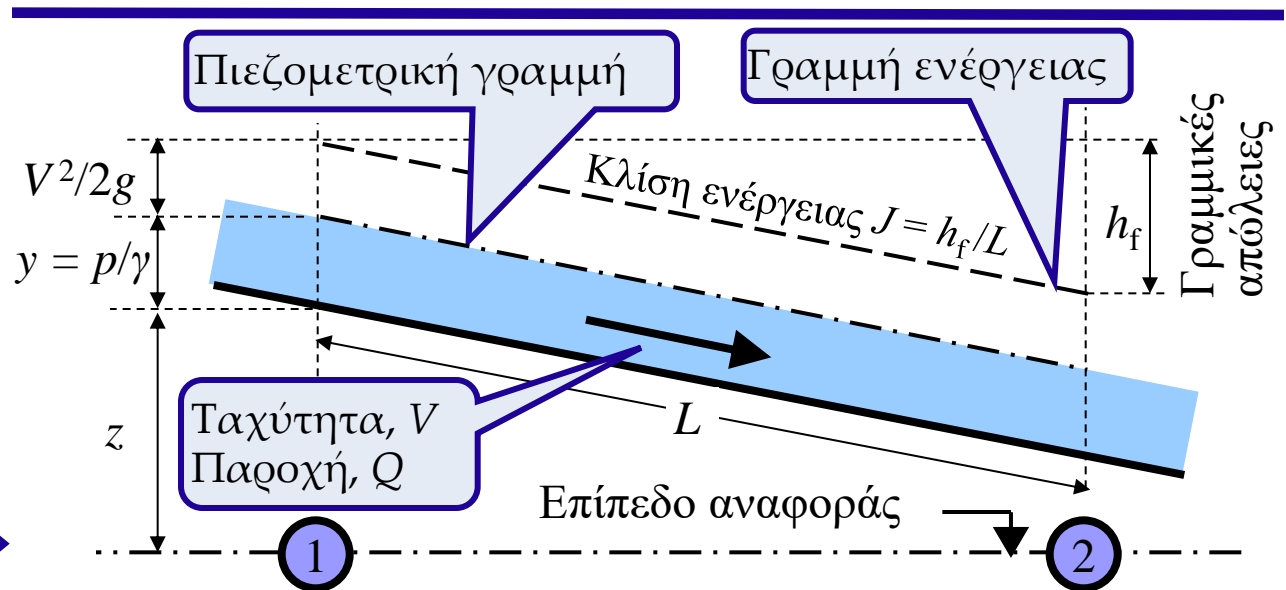 Πιεζομετρική γραμμή
Γραμμή ενέργειας
V²/2g
Κλίση ενέργειας J = h_f/L
h_f
Γραμμικές
απώλειες
y = p/γ
z
Ταχύτητα, V
Παροχή, Q
L
Επίπεδο αναφοράς
1
2